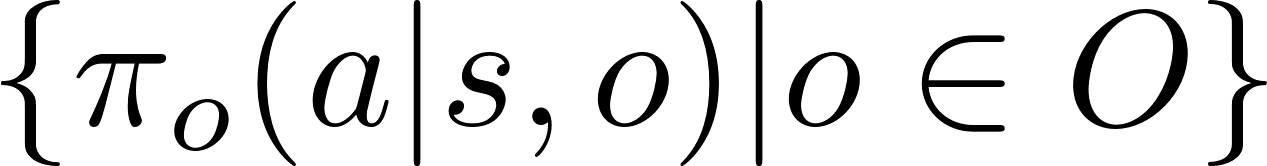 {π_o(a|s, o)|o ∈ O}